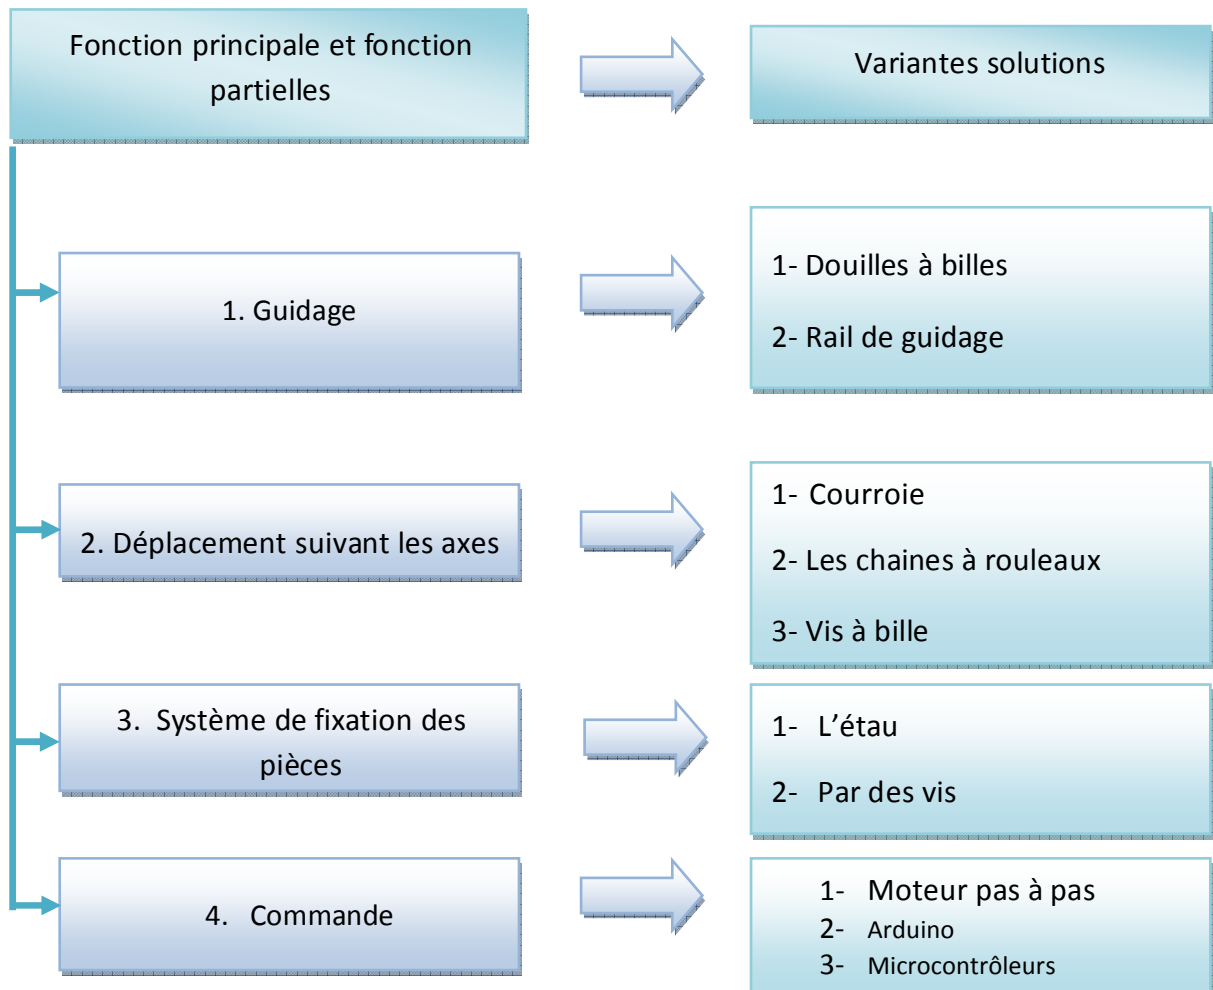 Fonction principale et fonction
partielles
Variantes solutions
1. Guidage
1- Douilles à billes
2- Rail de guidage
2. Déplacement suivant les axes
1- Courroie
2- Les chaines à rouleaux
3- Vis à bille
3. Système de fixation des
pièces
1- L’étau
2- Par des vis
4. Commande
1- Moteur pas à pas
2- Arduino
3- Microcontrôleurs